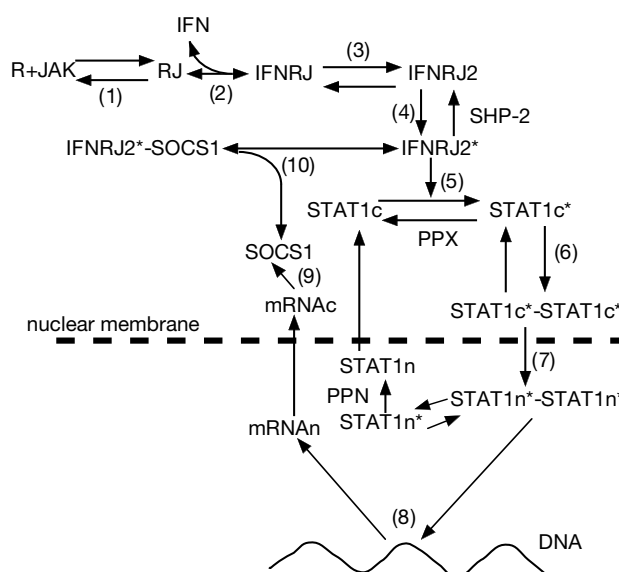 IFN
(3)
R+JAK RJ IFNRJ IFNRJ2
(1) (2)
(4) SHP-2
IFNRJ2*-SOCS1 IFNRJ2*
(10)
(5)
STAT1c STAT1c*
PPX
SOCS1 (6)
(9)
mRNAc STAT1c*-STAT1c*
nuclear membrane
(7)
STAT1n
PPN STAT1n*-STAT1n*
STAT1n*
mRNAn
(8)
DNA